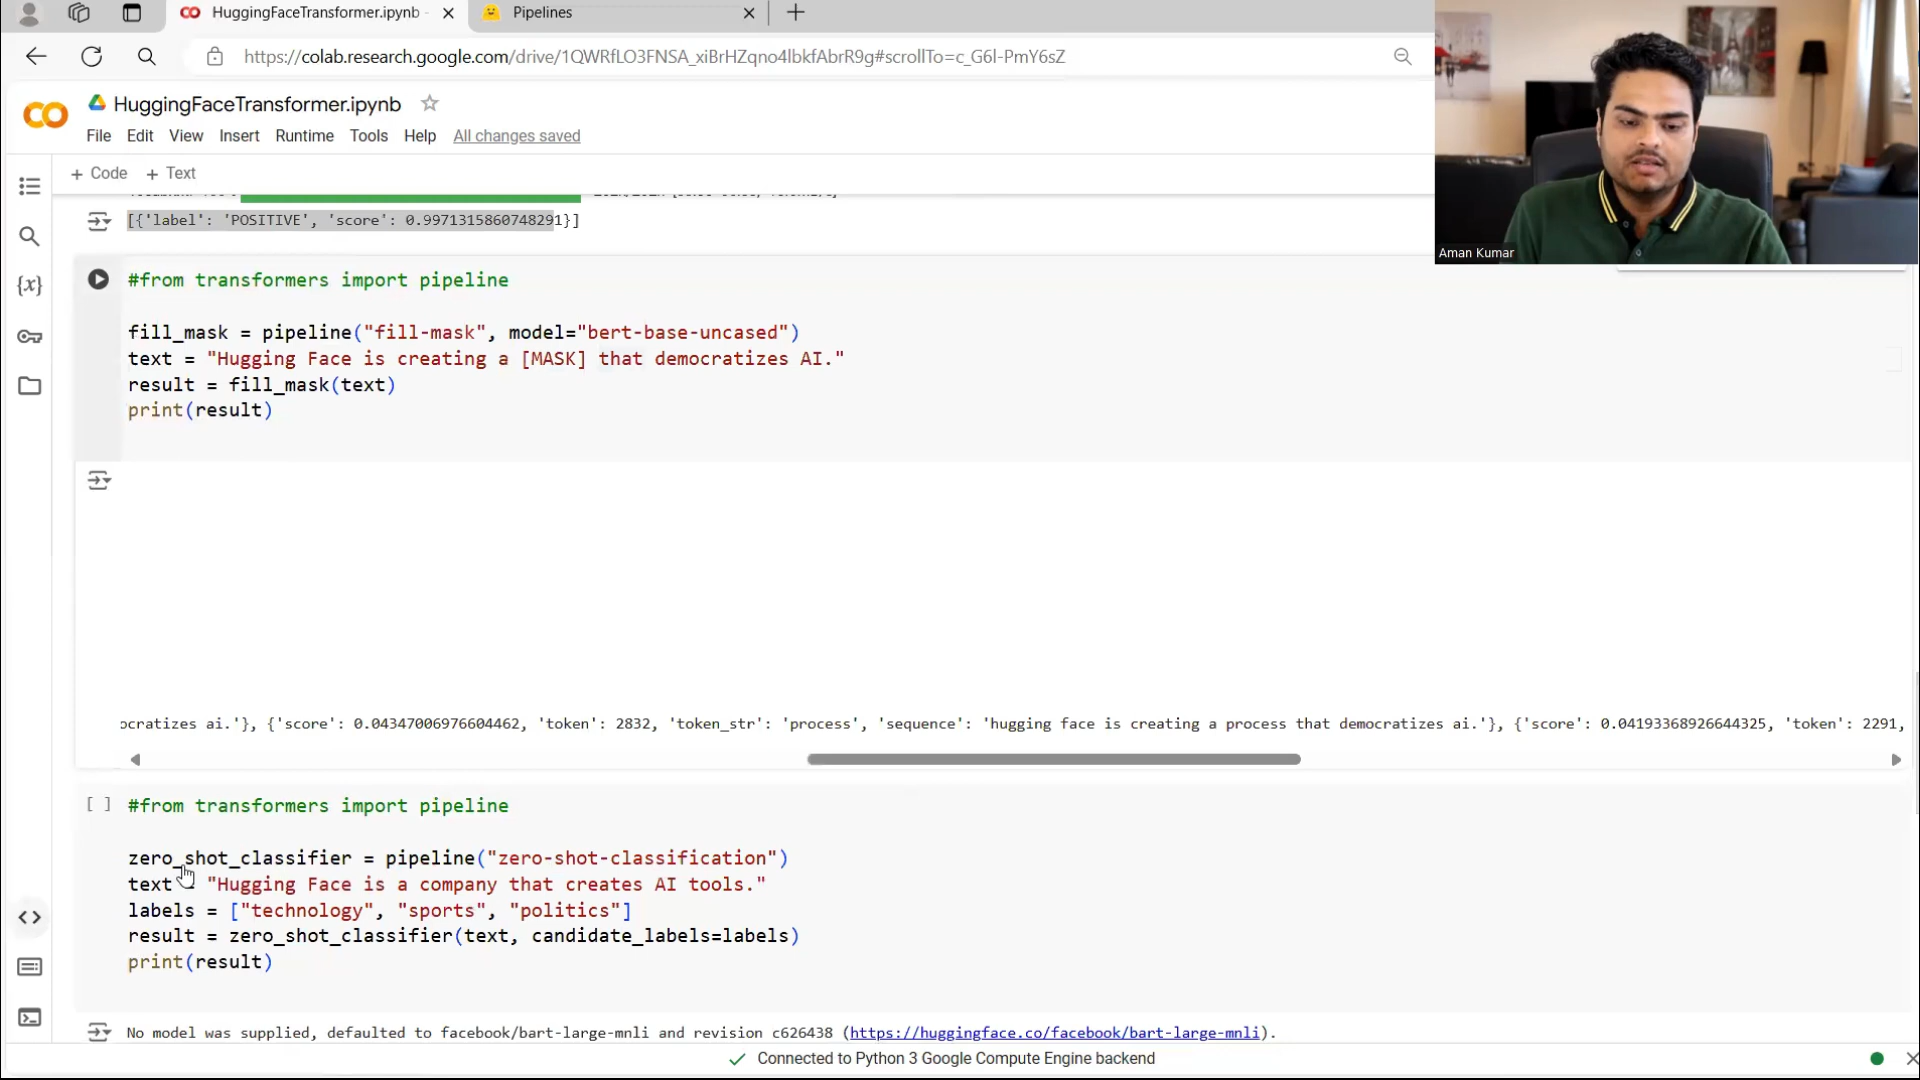 HuggingFaceTransformer.ipynb
Pipelines
https://colab.research.google.com/drive/1QWRfLO3FNSA_xiBrHZqno4lbkfAbrR9g#scrollTo=c_G6l-PmY6sZ
CO
HuggingFaceTransformer.ipynb
File Edit View Insert Runtime Tools Help All changes saved
+ Code + Text
Aman Kumar
[{'label': 'POSITIVE', 'score': 0.9971315860748291}]
#from transformers import pipeline
fill_mask = pipeline("fill-mask", model="bert-base-uncased")
text = "Hugging Face is creating a [MASK] that democratizes AI."
result = fill_mask(text)
print(result)
ocratizes ai.'}, {'score': 0.04347006976604462, 'token': 2832, 'token_str': 'process', 'sequence': 'hugging face is creating a process that democratizes ai.'}, {'score': 0.04193368926644325, 'token': 2291,
[ ] #from transformers import pipeline
zero_shot_classifier = pipeline("zero-shot-classification")
text = "Hugging Face is a company that creates AI tools."
labels = ["technology", "sports", "politics"]
result = zero_shot_classifier(text, candidate_labels=labels)
print(result)
No model was supplied, defaulted to facebook/bart-large-mnli and revision c626438 (https://huggingface.co/facebook/bart-large-mnli).
Connected to Python 3 Google Compute Engine backend